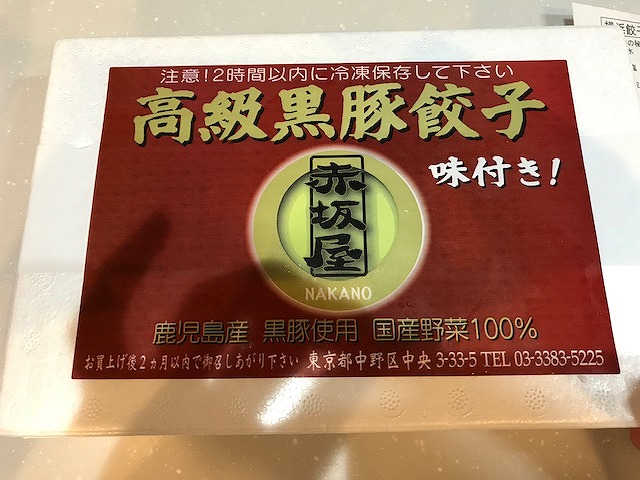 注意!2時間以内に冷凍保存して下さい
高級黒豚餃子
味付き!
赤坂屋
NAKANO
鹿児島産 黒豚使用 国産野菜100%
お買上げ後2ヵ月以内で御召しあがり下さい 東京都中野区中央 3-33-5 TEL 03-3383-5225